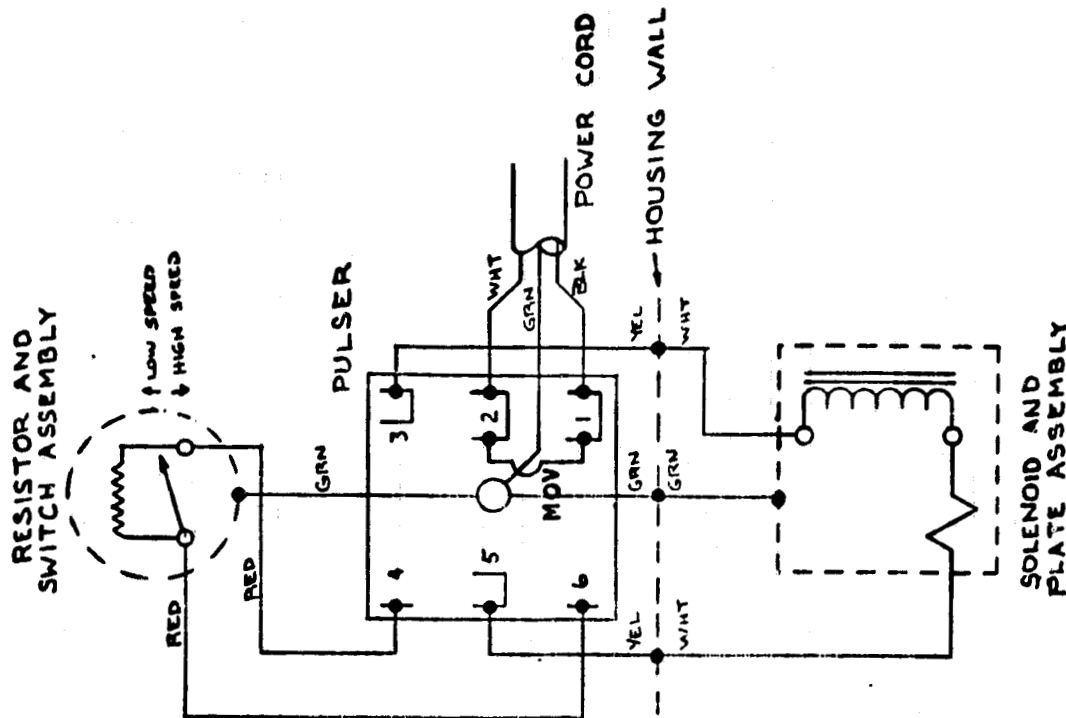 RESISTOR AND
SWITCH ASSEMBLY
LOW SPEED
HIGH SPEED
RED
RED
GRN
PULSER
3
2
1
4
5
6
MOV
WHT
GRN
BLK
POWER CORD
HOUSING WALL
YEL
WHT
GRN
GRN
YEL
WHT
SOLENOID AND
PLATE ASSEMBLY